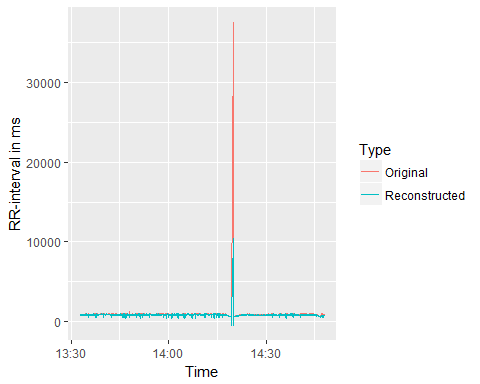 RR-interval in ms
30000
20000
10000
0
13:30
14:00
14:30
Time
Type
Original
Reconstructed